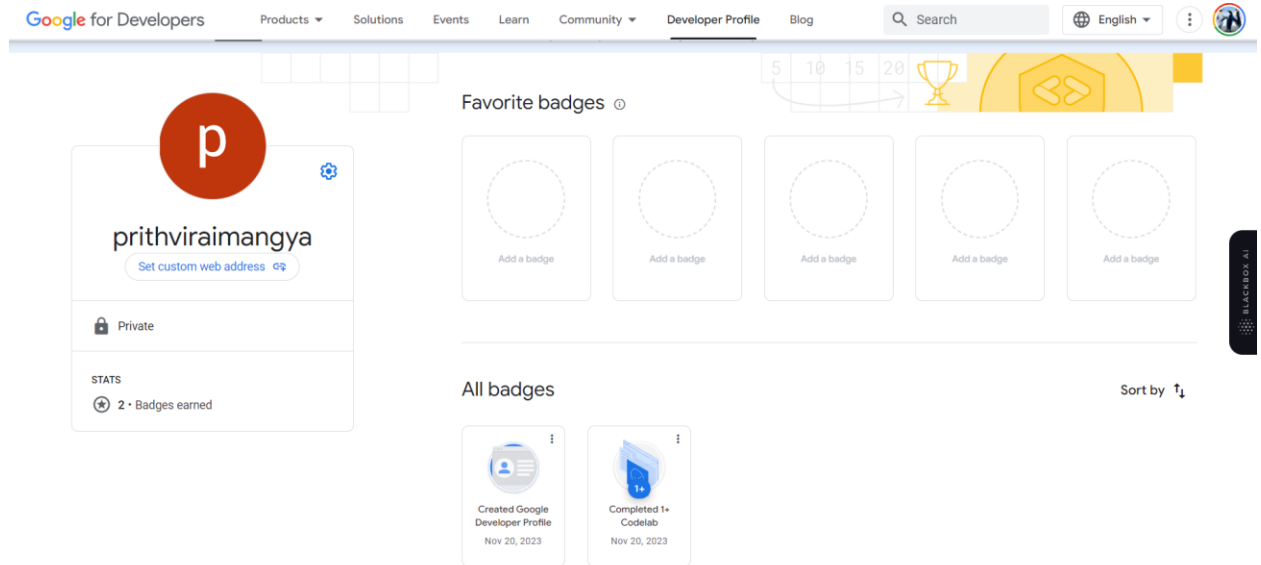 Google for Developers Products Solutions Events Learn Community Developer Profile Blog Search English
5 10 15 20
Favorite badges
p
prithviraimangya
Set custom web address
Add a badge Add a badge Add a badge Add a badge Add a badge
Private
STATS
2 • Badges earned
All badges
Sort by
1+
Created Google
Developer Profile
Nov 20, 2023
Completed 1+
Codelab
Nov 20, 2023
BLACKBOX AI